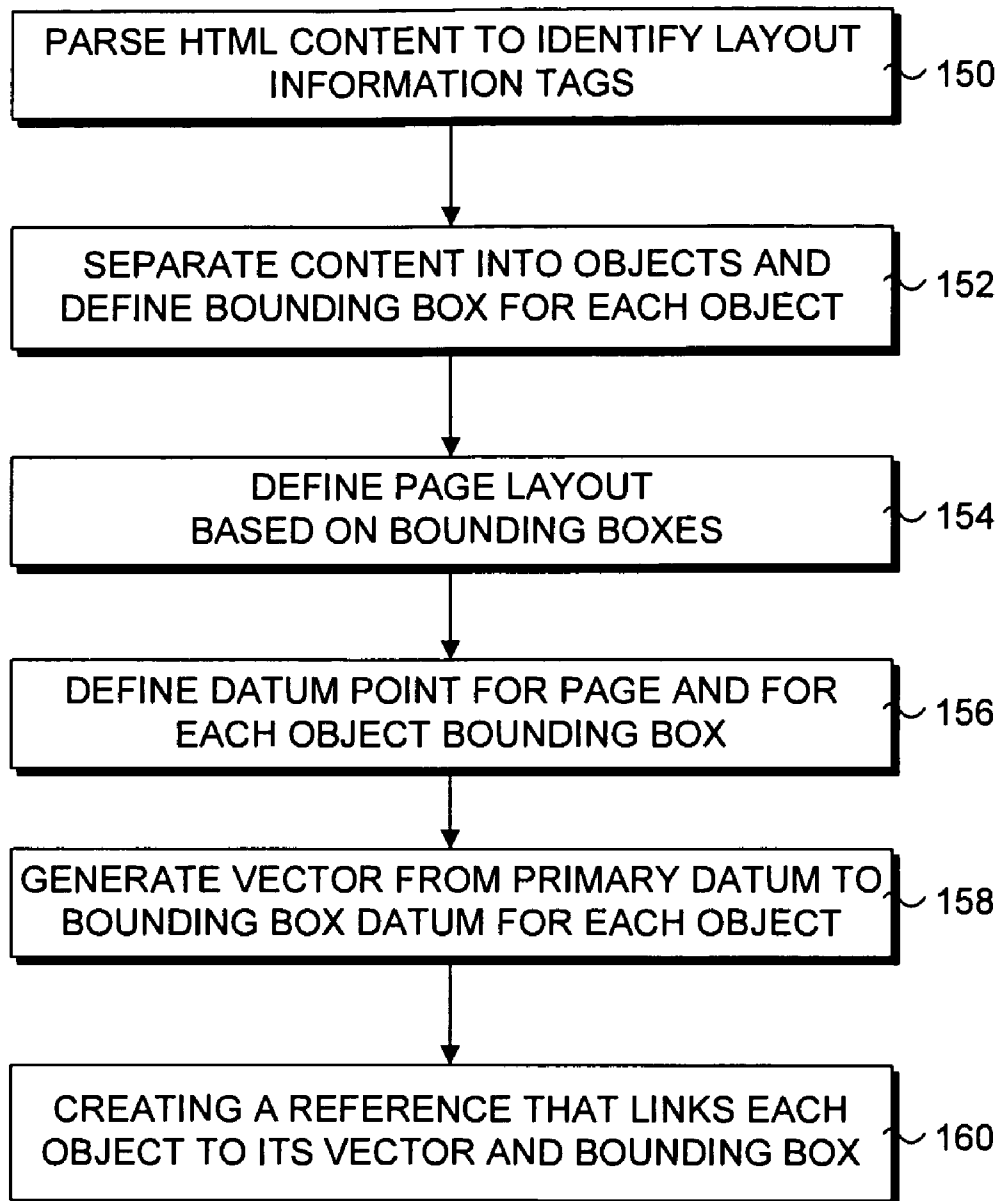 PARSE HTML CONTENT TO IDENTIFY LAYOUT
INFORMATION TAGS
150
SEPARATE CONTENT INTO OBJECTS AND
DEFINE BOUNDING BOX FOR EACH OBJECT
152
DEFINE PAGE LAYOUT
BASED ON BOUNDING BOXES
154
DEFINE DATUM POINT FOR PAGE AND FOR
EACH OBJECT BOUNDING BOX
156
GENERATE VECTOR FROM PRIMARY DATUM TO
BOUNDING BOX DATUM FOR EACH OBJECT
158
CREATING A REFERENCE THAT LINKS EACH
OBJECT TO ITS VECTOR AND BOUNDING BOX
160